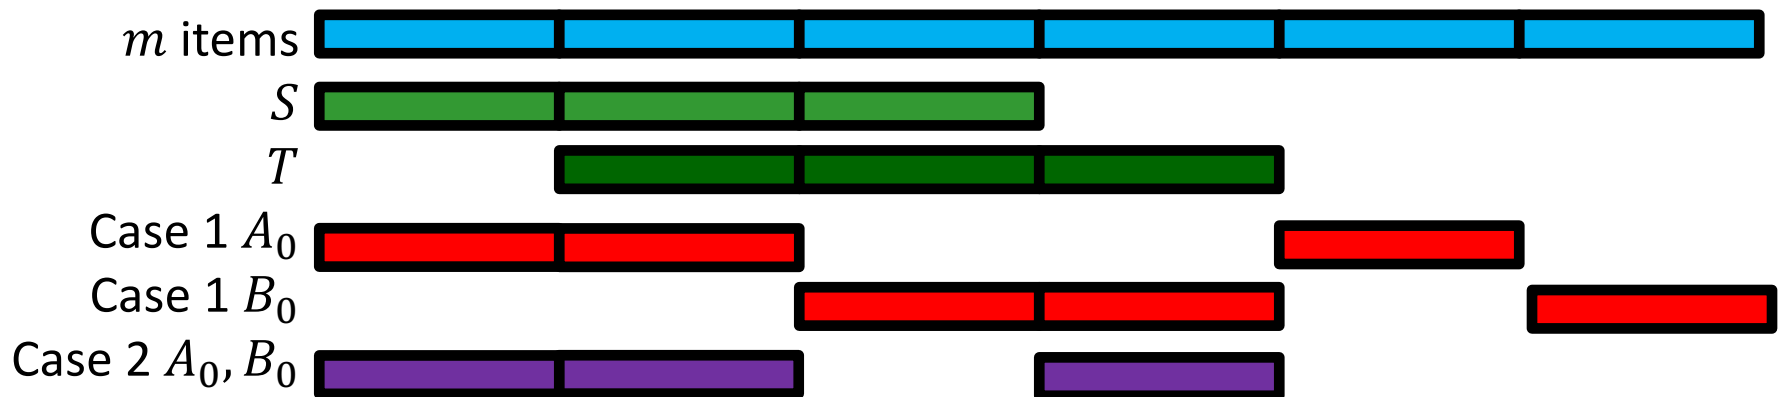 m items
S
T
Case 1 A₀
Case 1 B₀
Case 2 A₀, B₀